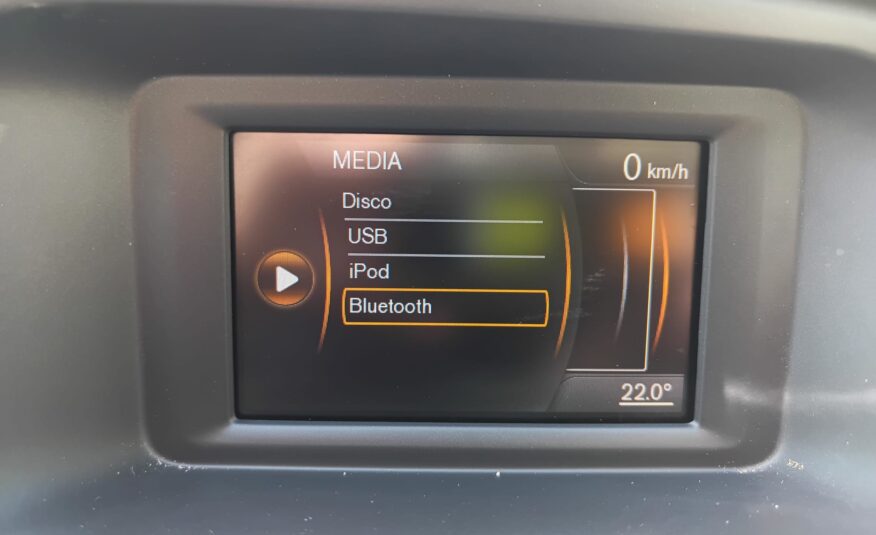 MEDIA
0 km/h
Disco
USB
iPod
Bluetooth
22.0°